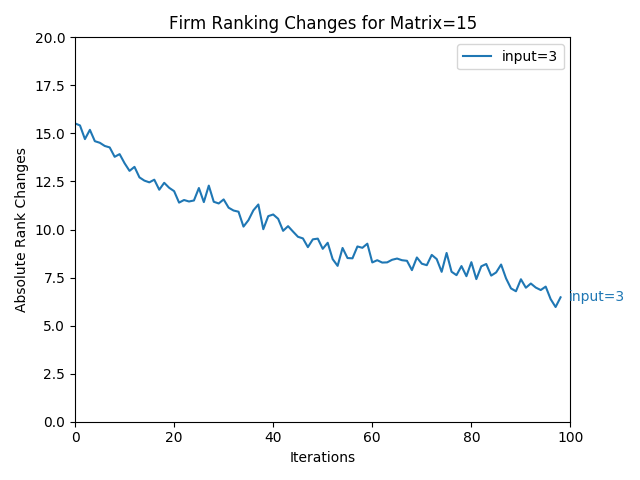 Firm Ranking Changes for Matrix=15
input=3
20.0
17.5
15.0
12.5
10.0
7.5
5.0
2.5
0.0
Absolute Rank Changes
input=3
0 20 40 60 80 100
Iterations